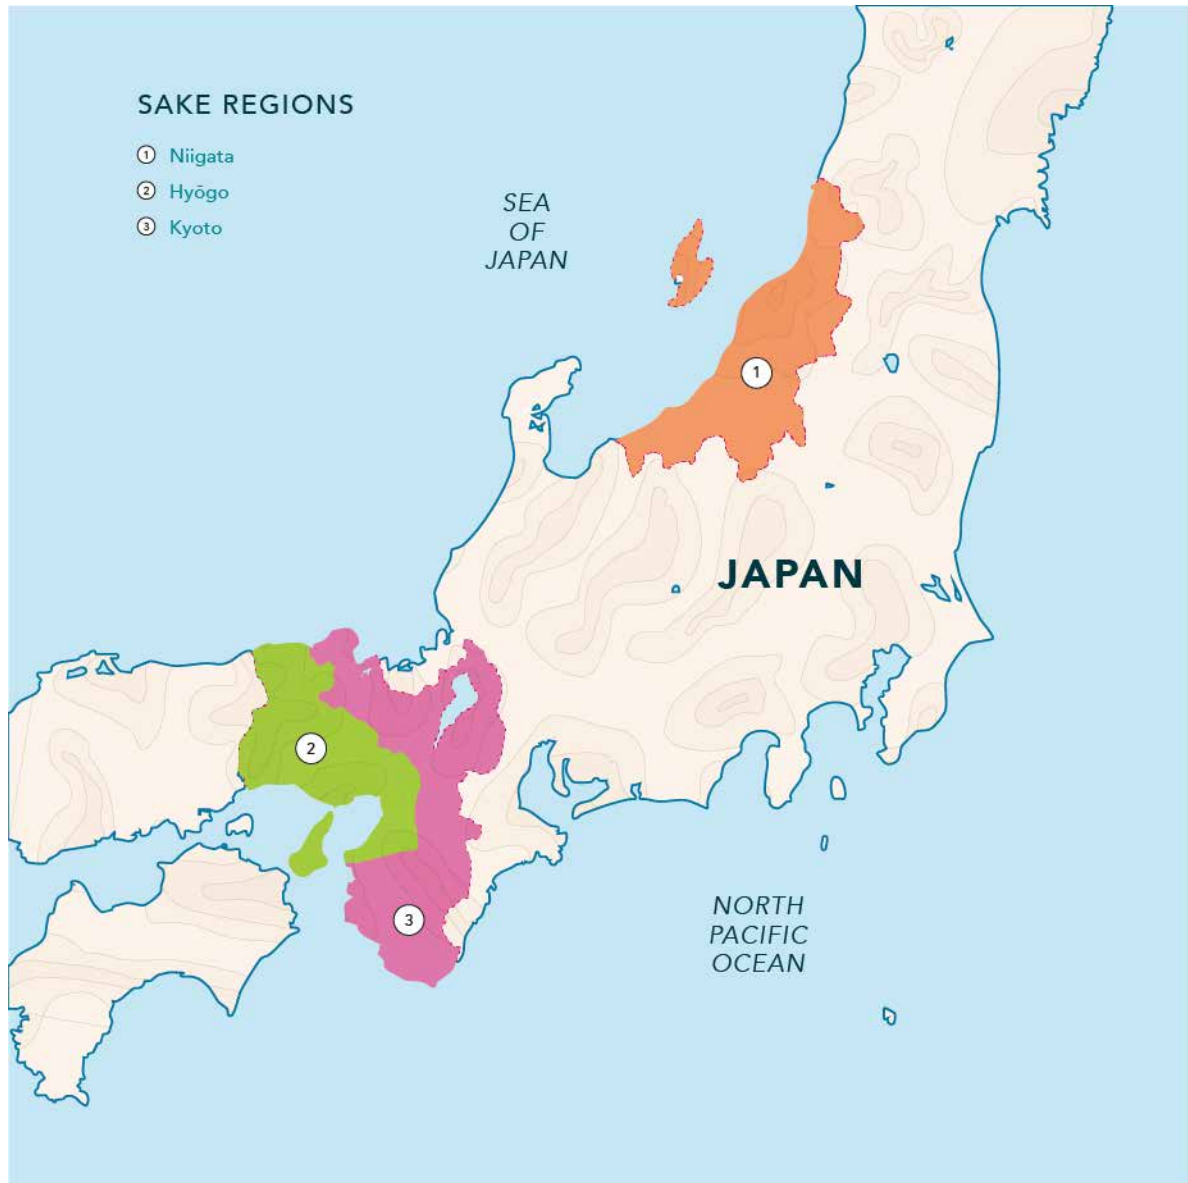 SAKE REGIONS
1 Niigata
2 Hyōgo
3 Kyoto
SEA
OF
JAPAN
1
JAPAN
2
3
NORTH
PACIFIC
OCEAN